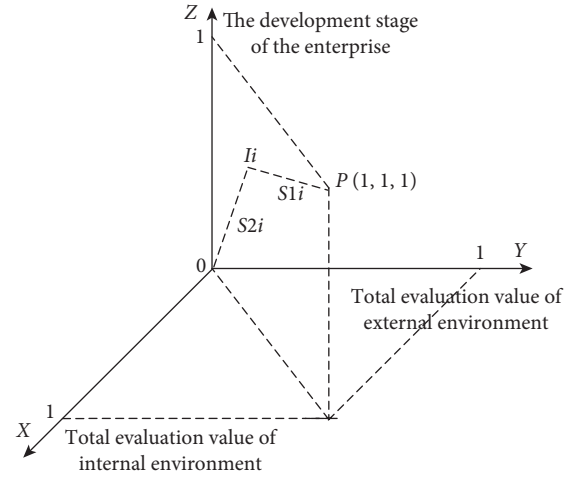 Z
The development stage
of the enterprise
1
Ii
P (1, 1, 1)
S1i
S2i
0
1
Y
Total evaluation value of
external environment
1
X
Total evaluation value of
internal environment